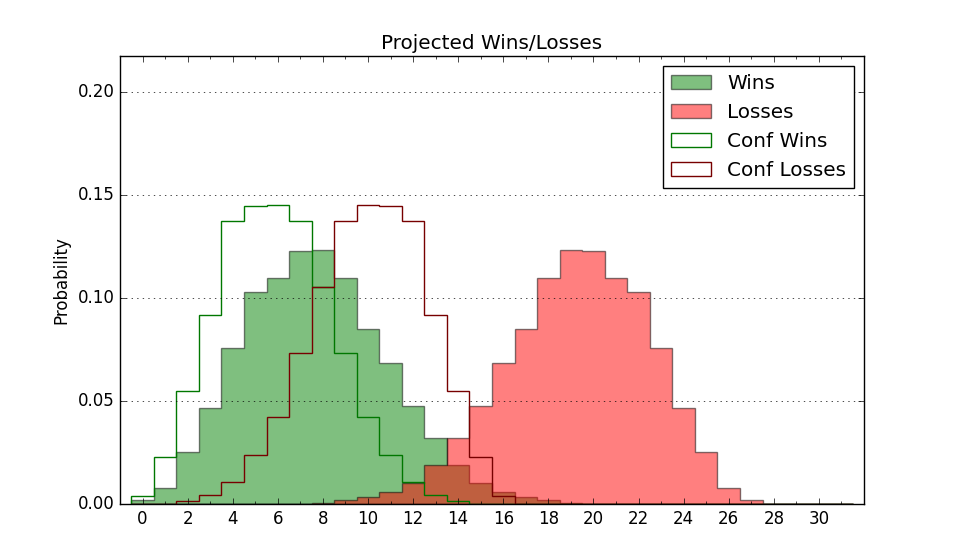 Projected Wins/Losses
Wins
Losses
Conf Wins
Conf Losses
Probability
0.20
0.15
0.10
0.05
0.00
0 2 4 6 8 10 12 14 16 18 20 22 24 26 28 30